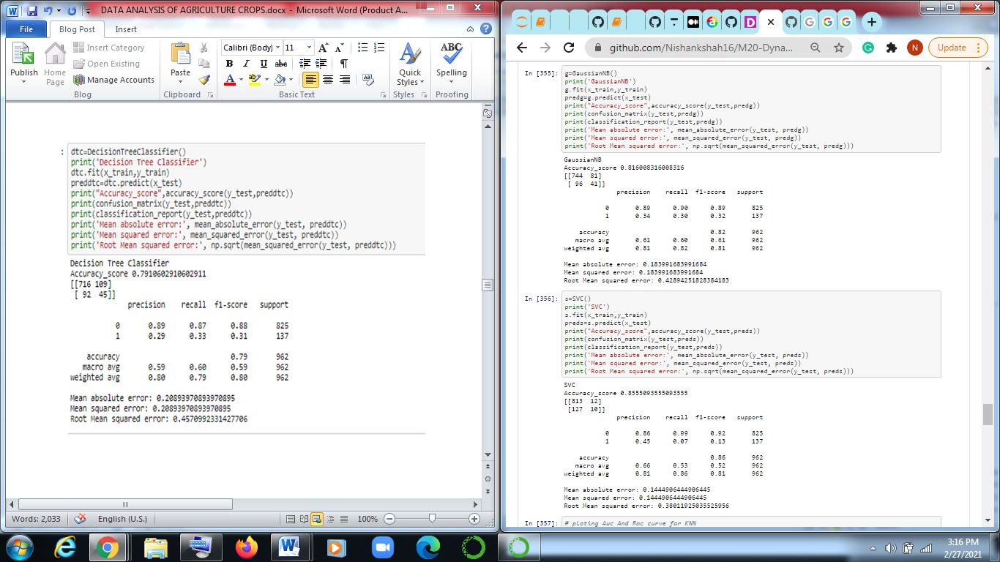 DATA ANALYSIS OF AGRICULTURE CROPS.docx - Microsoft Word (Product A...
File Blog Post Insert
Publish
Home Page
Insert Category
Open Existing
Manage Accounts
Blog
Paste
Clipboard
Calibri (Body) 11
B I U abc
Basic Text
Quick Styles
Styles
Spelling
Proofing
: dtc=DecisionTreeClassifier()
print('Decision Tree Classifier')
dtc.fit(x_train,y_train)
preddtc=dtc.predict(x_test)
print("Accuracy_score",accuracy_score(y_test,preddtc))
print(confusion_matrix(y_test,preddtc))
print(classification_report(y_test,preddtc))
print('Mean absolute error:', mean_absolute_error(y_test, preddtc))
print('Mean squared error:', mean_squared_error(y_test, preddtc))
print('Root Mean squared error:', np.sqrt(mean_squared_error(y_test, preddtc)))
Decision Tree Classifier
Accuracy_score 0.7910602910602911
[[716 109]
[ 92 45]]
precision recall f1-score support
0 0.89 0.87 0.88 825
1 0.29 0.33 0.31 137
accuracy 0.79 962
macro avg 0.59 0.60 0.59 962
weighted avg 0.80 0.79 0.80 962
Mean absolute error: 0.20893970893970895
Mean squared error: 0.20893970893970895
Root Mean squared error: 0.4570992331427706
Words: 2,033 English (U.S.) 100%
github.com/Nishankshah16/M20-Dyna... N Update
In [355]: g=GaussianNB()
print('GaussianNB')
g.fit(x_train,y_train)
predg=g.predict(x_test)
print("Accuracy_score",accuracy_score(y_test,predg))
print(confusion_matrix(y_test,predg))
print(classification_report(y_test,predg))
print('Mean absolute error:', mean_absolute_error(y_test, predg))
print('Mean squared error:', mean_squared_error(y_test, predg))
print('Root Mean squared error:', np.sqrt(mean_squared_error(y_test, predg)))
GaussianNB
Accuracy_score 0.816008316008316
[[744 81]
[ 96 41]]
precision recall f1-score support
0 0.89 0.90 0.89 825
1 0.34 0.30 0.32 137
accuracy 0.82 962
macro avg 0.61 0.60 0.61 962
weighted avg 0.81 0.82 0.81 962
Mean absolute error: 0.183991683991684
Mean squared error: 0.183991683991684
Root Mean squared error: 0.42894251828384183
In [356]: s=SVC()
print('SVC')
s.fit(x_train,y_train)
preds=s.predict(x_test)
print("Accuracy_score",accuracy_score(y_test,preds))
print(confusion_matrix(y_test,preds))
print(classification_report(y_test,preds))
print('Mean absolute error:', mean_absolute_error(y_test, preds))
print('Mean squared error:', mean_squared_error(y_test, preds))
print('Root Mean squared error:', np.sqrt(mean_squared_error(y_test, preds)))
SVC
Accuracy_score 0.8555093555093555
[[813 12]
[127 10]]
precision recall f1-score support
0 0.86 0.99 0.92 825
1 0.45 0.07 0.13 137
accuracy 0.86 962
macro avg 0.66 0.53 0.52 962
weighted avg 0.81 0.86 0.81 962
Mean absolute error: 0.1444906444906445
Mean squared error: 0.1444906444906445
Root Mean squared error: 0.38011925035525956
In [357]: # ploting Auc And Roc curve for KNN
3:16 PM
2/27/2021